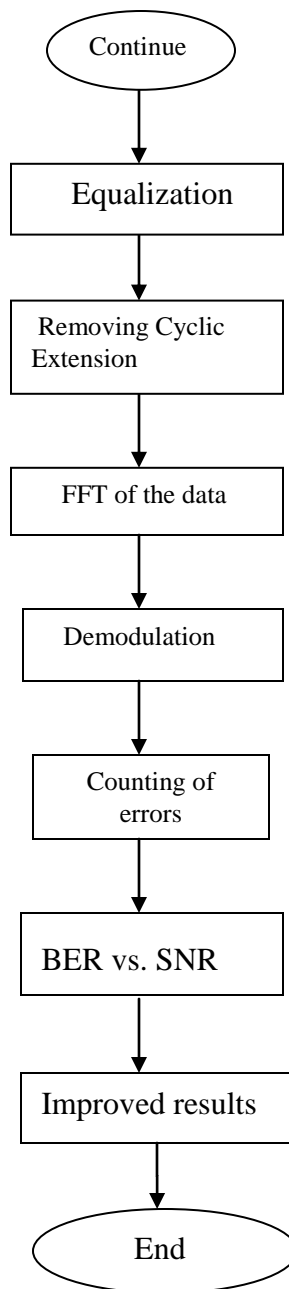 Continue
Equalization
Removing Cyclic
Extension
FFT of the data
Demodulation
Counting of
errors
BER vs. SNR
Improved results
End